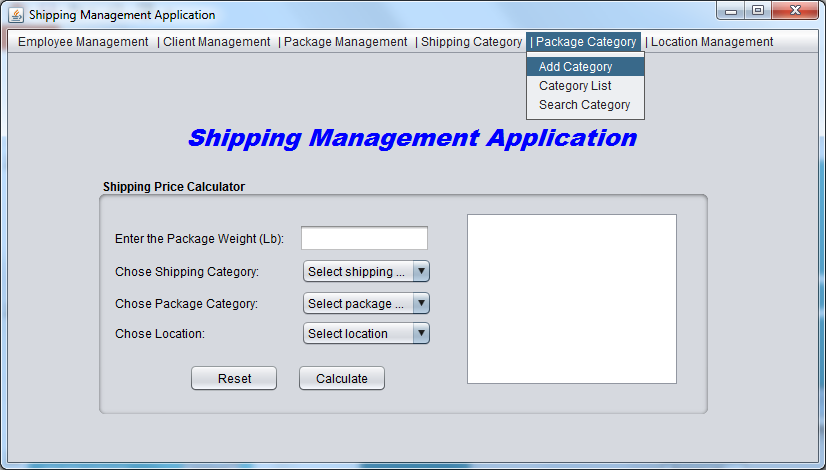 Shipping Management Application
Employee Management | Client Management | Package Management | Shipping Category | Package Category | Location Management
Add Category
Category List
Search Category
Shipping Management Application
Shipping Price Calculator
Enter the Package Weight (Lb):
Chose Shipping Category: Select shipping ...
Chose Package Category: Select package ...
Chose Location: Select location
Reset Calculate